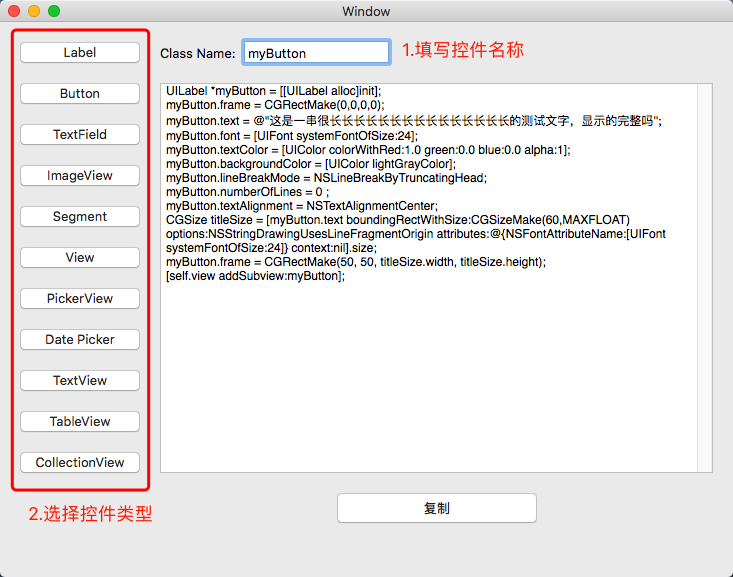 Window
Label
Button
TextField
ImageView
Segment
View
PickerView
Date Picker
TextView
TableView
CollectionView
2.选择控件类型
Class Name: myButton
1.填写控件名称
UILabel *myButton = [[UILabel alloc]init];
myButton.frame = CGRectMake(0,0,0,0);
myButton.text = @"这是一串很长长长长长长长长长长长长长长长的测试文字，显示的完整吗";
myButton.font = [UIFont systemFontOfSize:24];
myButton.textColor = [UIColor colorWithRed:1.0 green:0.0 blue:0.0 alpha:1];
myButton.backgroundColor = [UIColor lightGrayColor];
myButton.lineBreakMode = NSLineBreakByTruncatingHead;
myButton.numberOfLines = 0 ;
myButton.textAlignment = NSTextAlignmentCenter;
CGSize titleSize = [myButton.text boundingRectWithSize:CGSizeMake(60,MAXFLOAT)
options:NSStringDrawingUsesLineFragmentOrigin attributes:@{NSFontAttributeName:[UIFont
systemFontOfSize:24]} context:nil].size;
myButton.frame = CGRectMake(50, 50, titleSize.width, titleSize.height);
[self.view addSubview:myButton];
复制